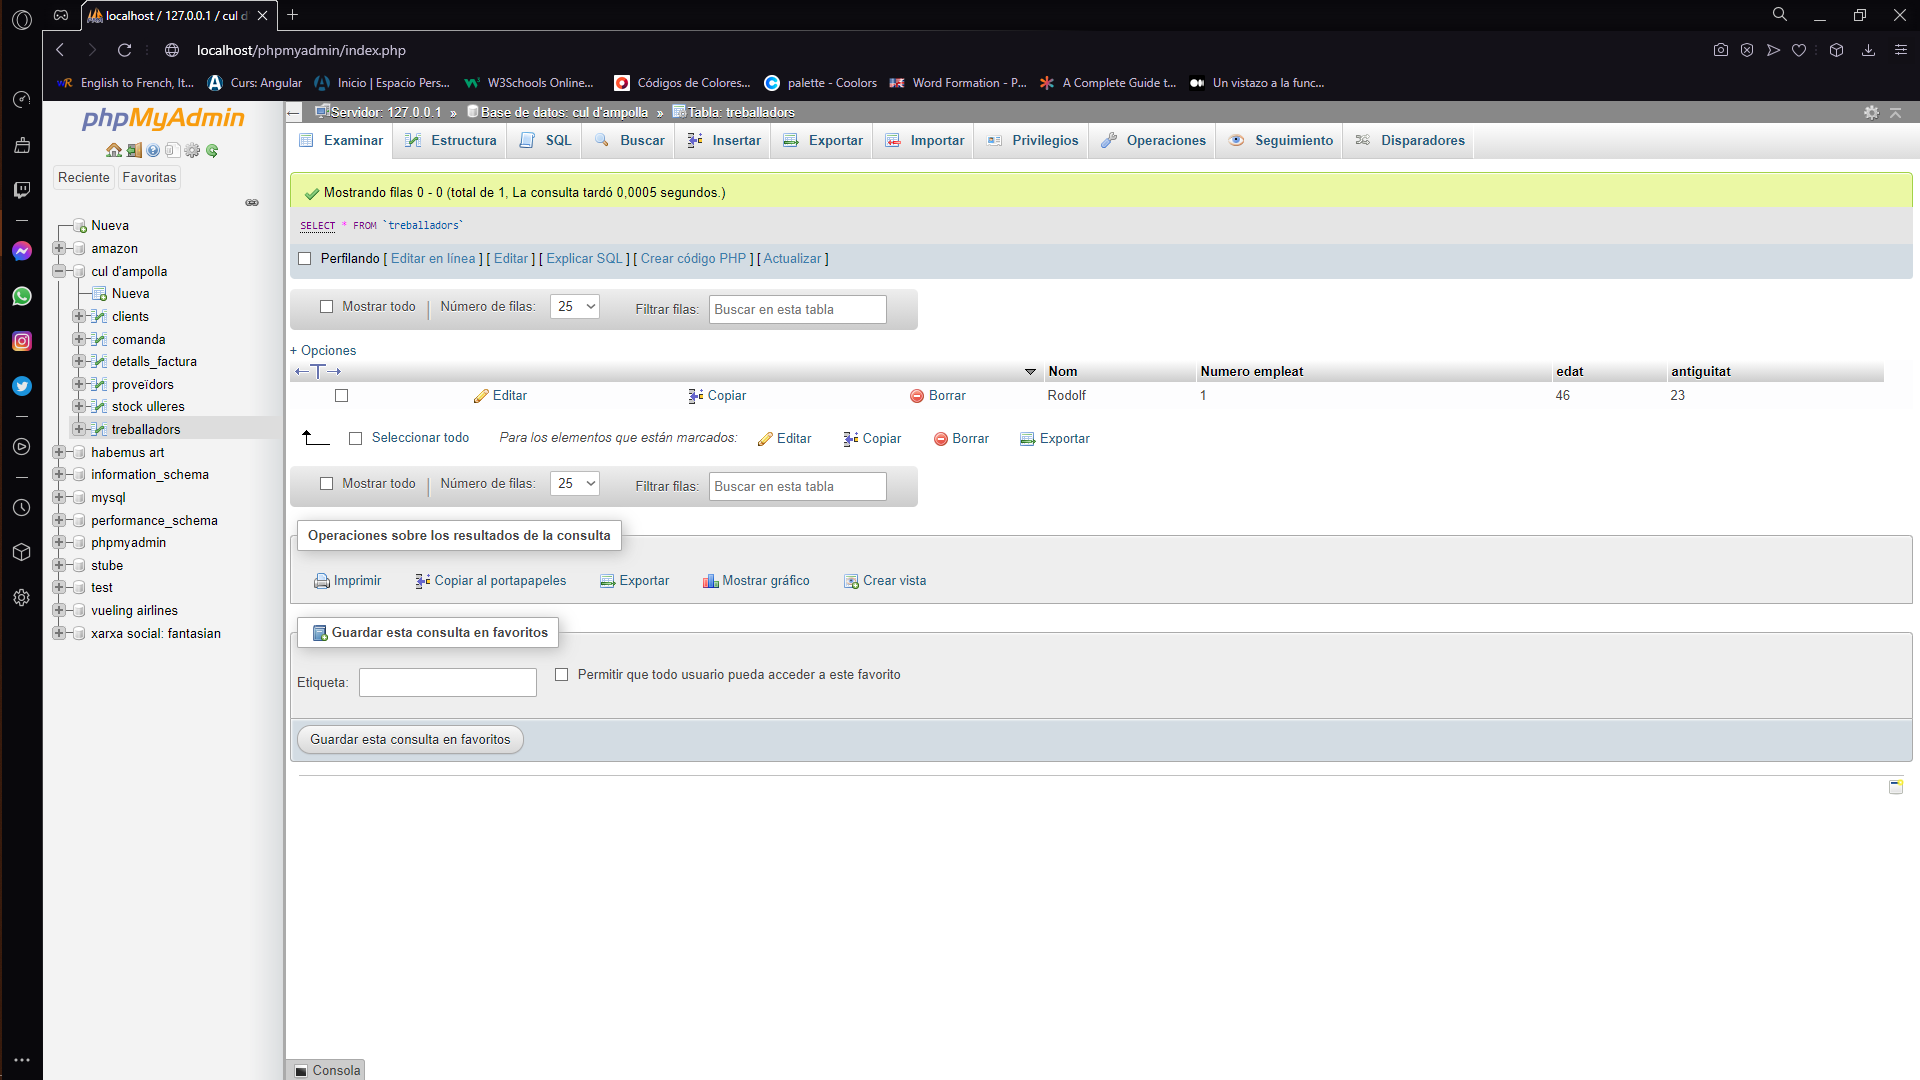 localhost / 127.0.0.1 / cul d
localhost/phpmyadmin/index.php
English to French, It...
Curs: Angular
Inicio | Espacio Pers...
W3Schools Online...
Códigos de Colores...
palette - Coolors
Word Formation - P...
A Complete Guide t...
Un vistazo a la func...
phpMyAdmin
Reciente
Favoritas
Nueva
amazon
cul d'ampolla
Nueva
clients
comanda
detalls_factura
proveïdors
stock ulleres
treballadors
habemus art
information_schema
mysql
performance_schema
phpmyadmin
stube
test
vueling airlines
xarxa social: fantasian
Servidor: 127.0.0.1 » Base de datos: cul d'ampolla » Tabla: treballadors
Examinar
Estructura
SQL
Buscar
Insertar
Exportar
Importar
Privilegios
Operaciones
Seguimiento
Disparadores
Mostrando filas 0 - 0 (total de 1, La consulta tardó 0,0005 segundos.)
SELECT * FROM `treballadors`
Perfilando [ Editar en línea ] [ Editar ] [ Explicar SQL ] [ Crear código PHP ] [ Actualizar ]
Mostrar todo | Número de filas: 25 Filtrar filas: Buscar en esta tabla
+ Opciones
←T→ Nom Numero empleat edat antiguitat
Editar Copiar Borrar Rodolf 1 46 23
Seleccionar todo Para los elementos que están marcados: Editar Copiar Borrar Exportar
Mostrar todo | Número de filas: 25 Filtrar filas: Buscar en esta tabla
Operaciones sobre los resultados de la consulta
Imprimir Copiar al portapapeles Exportar Mostrar gráfico Crear vista
Guardar esta consulta en favoritos
Etiqueta: Permitir que todo usuario pueda acceder a este favorito
Guardar esta consulta en favoritos
Consola